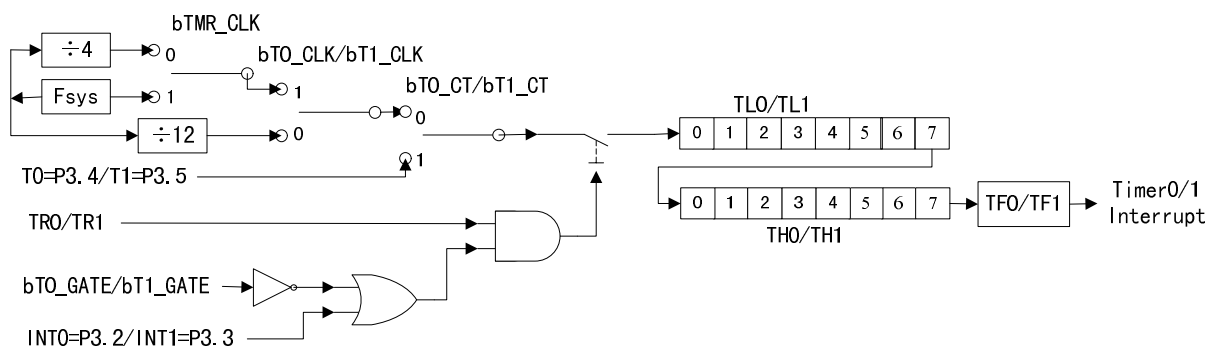 bTMR_CLK
÷4
0
bT0_CLK/bT1_CLK
Fsys
1
1
bT0_CT/bT1_CT
0
÷12
0
1
T0=P3.4/T1=P3.5
TL0/TL1
0 1 2 3 4 5 6 7
TR0/TR1
0 1 2 3 4 5 6 7
TH0/TH1
TF0/TF1
Timer0/1
Interrupt
bT0_GATE/bT1_GATE
INT0=P3.2/INT1=P3.3